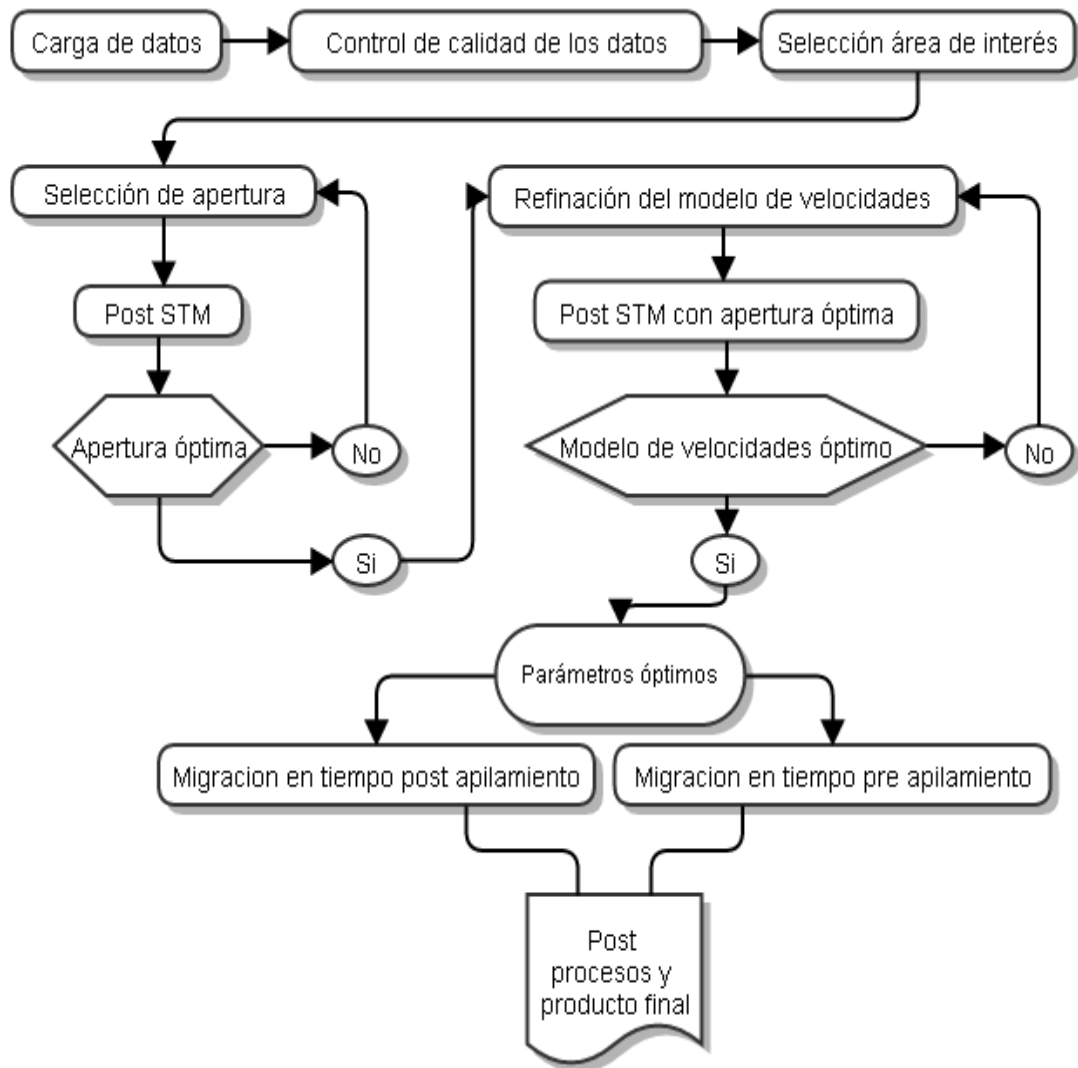 Carga de datos
Control de calidad de los datos
Selección área de interés
Selección de apertura
Post STM
Apertura óptima
No
Si
Refinación del modelo de velocidades
Post STM con apertura óptima
Modelo de velocidades óptimo
No
Si
Parámetros óptimos
Migracion en tiempo post apilamiento
Migracion en tiempo pre apilamiento
Post
procesos y
producto final